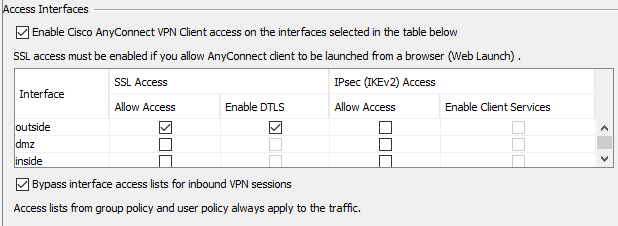 Access Interfaces
Enable Cisco AnyConnect VPN Client access on the interfaces selected in the table below
SSL access must be enabled if you allow AnyConnect client to be launched from a browser (Web Launch) .
Interface
SSL Access
IPsec (IKEv2) Access
Allow Access
Enable DTLS
Allow Access
Enable Client Services
outside
dmz
inside
Bypass interface access lists for inbound VPN sessions
Access lists from group policy and user policy always apply to the traffic.